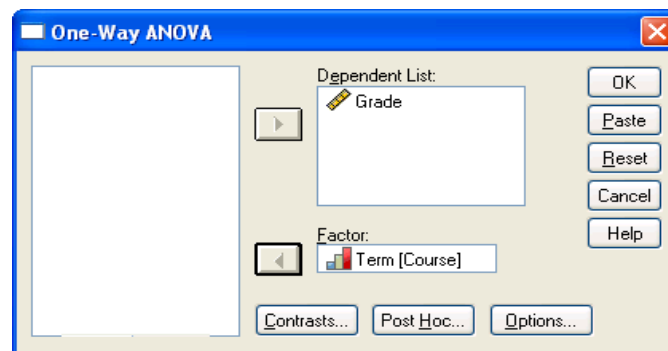 One-Way ANOVA
Dependent List:
Grade
Factor:
Term [Course]
OK
Paste
Reset
Cancel
Help
Contrasts...
Post Hoc...
Options...